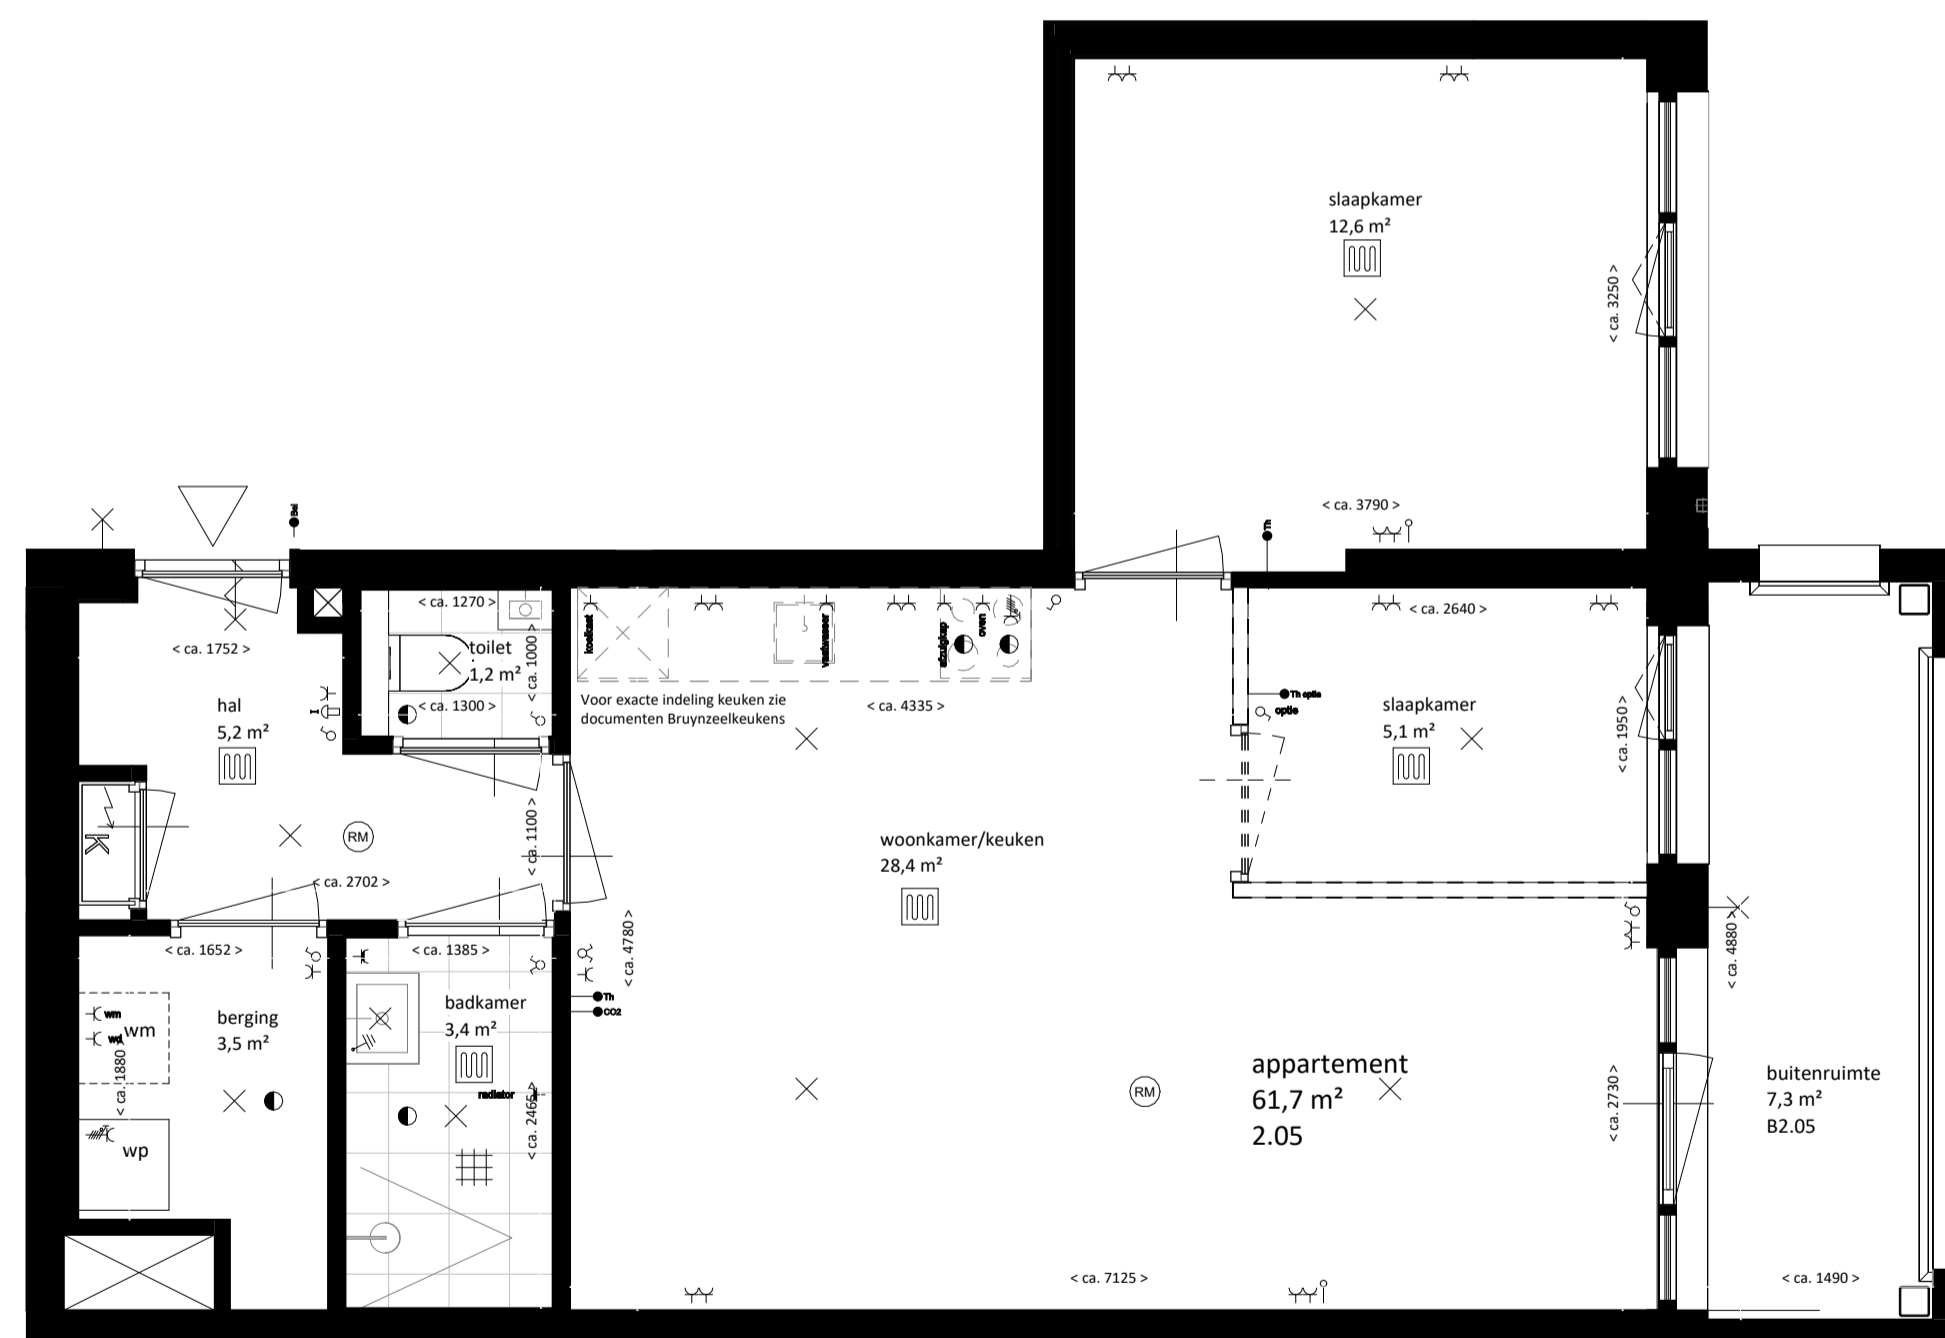 slaapkamer
12,6 m²
< ca. 3250 >
< ca. 3790 >
Bel
Th
< ca. 1270 >
toilet
1,2 m²
< ca. 1000 >
< ca. 1300 >
< ca. 1752 >
hal
5,2 m²
I
K
RM
< ca. 2702 >
< ca. 1100 >
koelkast
vaatwasser
afzuigkap
oven
Voor exacte indeling keuken zie
documenten Bruynzeelkeukens
< ca. 4335 >
< ca. 2640 >
Th optie
optie
slaapkamer
5,1 m²
< ca. 1950 >
woonkamer/keuken
28,4 m²
< ca. 4780 >
Th
CO2
< ca. 1652 >
berging
3,5 m²
wm
wd
wm
< ca. 1880 >
wp
< ca. 1385 >
badkamer
3,4 m²
radiator
< ca. 2465 >
RM
appartement
61,7 m²
2.05
< ca. 2730 >
< ca. 7125 >
< ca. 4880 >
buitenruimte
7,3 m²
B2.05
< ca. 1490 >